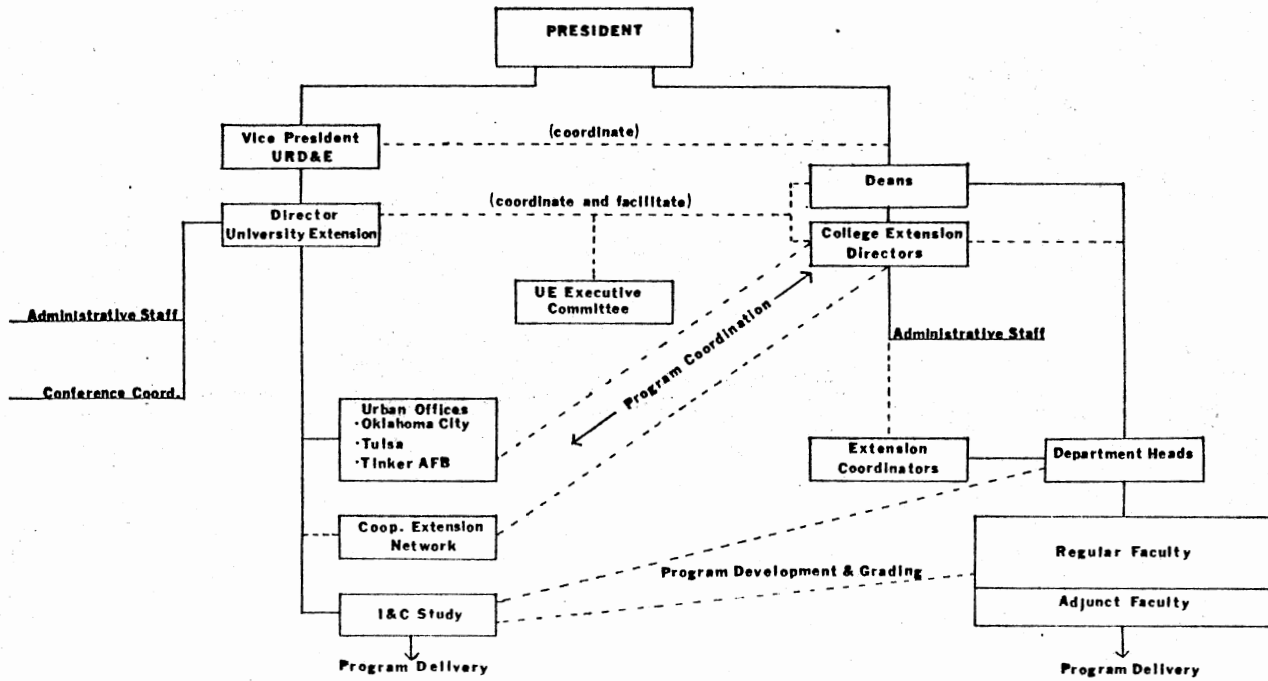 PRESIDENT
Vice President
URD&E
(coordinate)
Deans
Director
University Extension
(coordinate and facilitate)
College Extension
Directors
UE Executive
Committee
Administrative Staff
Conference Coord.
Program Coordination
Administrative Staff
Urban Offices
·Oklahoma City
·Tulsa
·Tinker AFB
Extension
Coordinators
Department Heads
Coop. Extension
Network
Regular Faculty
Program Development & Grading
I&C Study
Adjunct Faculty
Program Delivery
Program Delivery